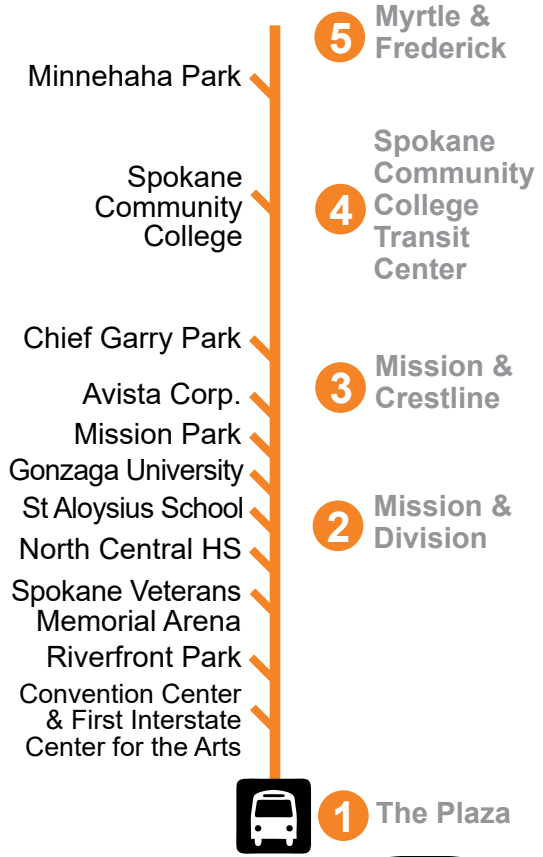 5
Myrtle &
Frederick
Minnehaha Park
Spokane
Community
College
4
Spokane
Community
College
Transit
Center
Chief Garry Park
3
Mission &
Crestline
Avista Corp.
Mission Park
Gonzaga University
St Aloysius School
2
Mission &
Division
North Central HS
Spokane Veterans
Memorial Arena
Riverfront Park
Convention Center
& First Interstate
Center for the Arts
1
The Plaza